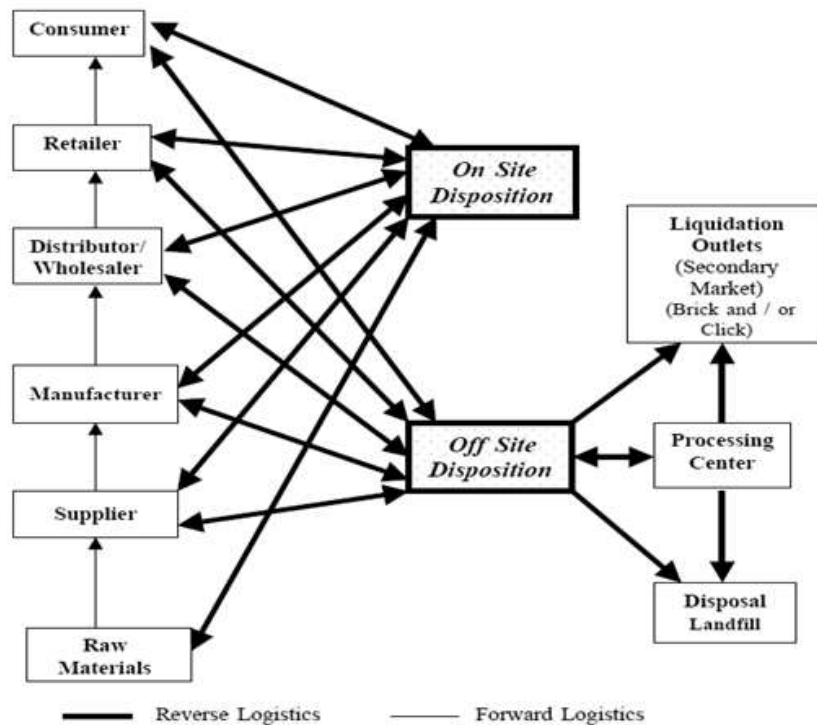 Consumer
Retailer
Distributor/
Wholesaler
Manufacturer
Supplier
Raw
Materials
On Site
Disposition
Off Site
Disposition
Liquidation
Outlets
(Secondary
Market)
(Brick and / or
Click)
Processing
Center
Disposal
Landfill
Reverse Logistics
Forward Logistics